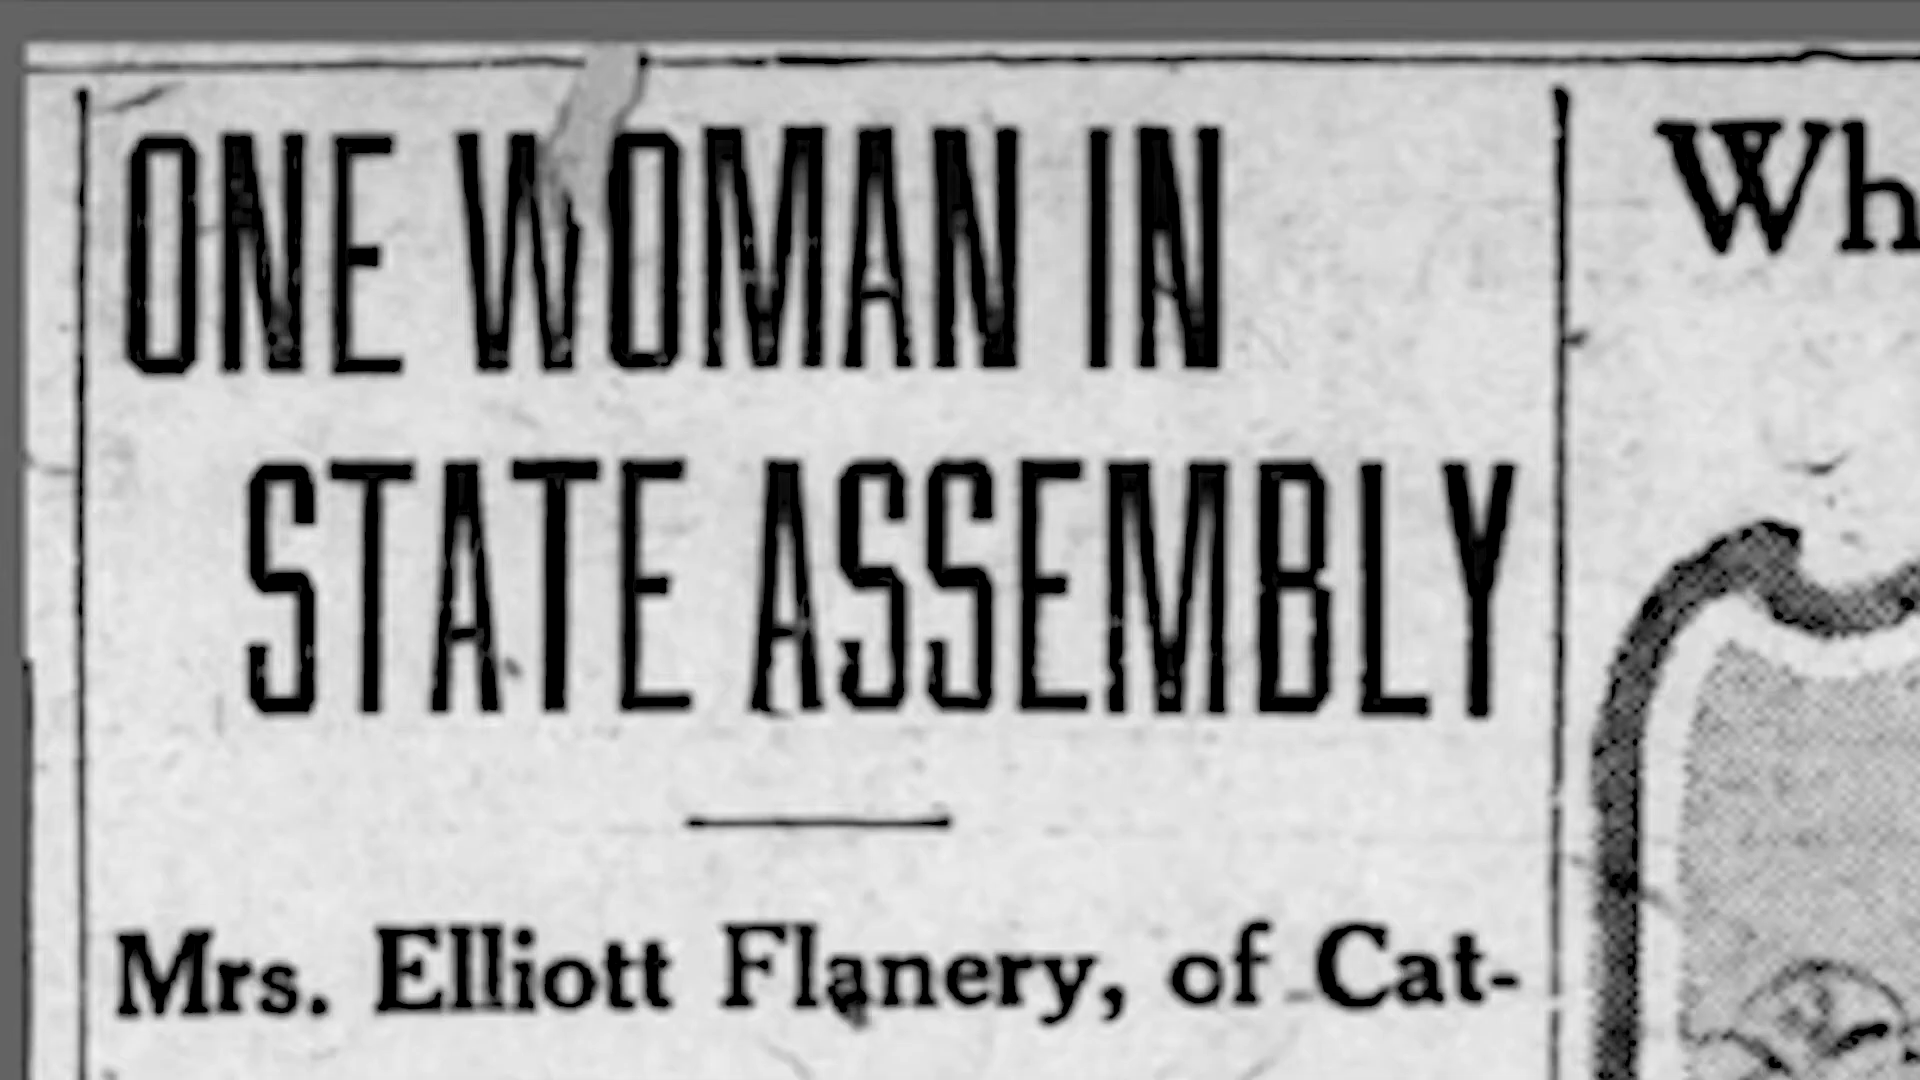 ONE WOMAN IN
STATE ASSEMBLY
Mrs. Elliott Flanery, of Cat-
Wh